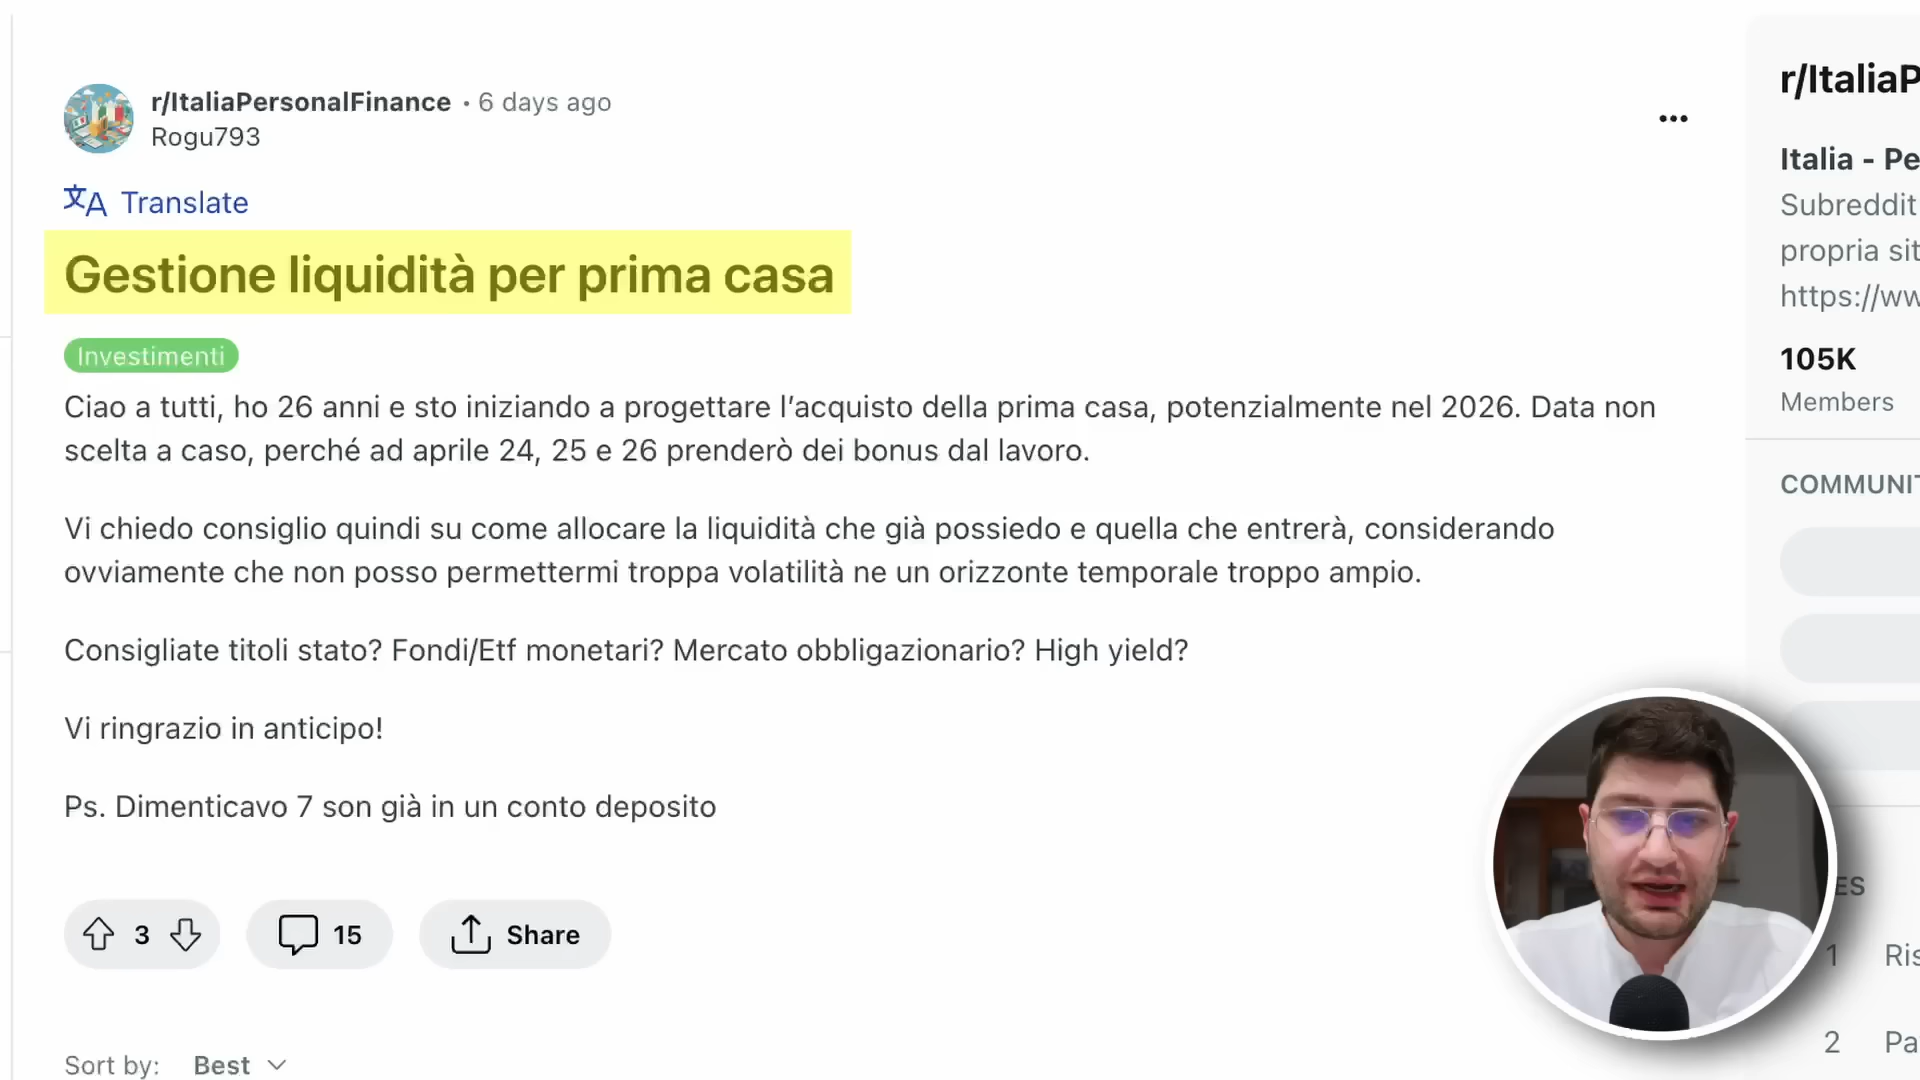 r/ItaliaPersonalFinance • 6 days ago
Rogu793
Translate
Gestione liquidità per prima casa
Investimenti
Ciao a tutti, ho 26 anni e sto iniziando a progettare l'acquisto della prima casa, potenzialmente nel 2026. Data non
scelta a caso, perché ad aprile 24, 25 e 26 prenderò dei bonus dal lavoro.
Vi chiedo consiglio quindi su come allocare la liquidità che già possiedo e quella che entrerà, considerando
ovviamente che non posso permettermi troppa volatilità ne un orizzonte temporale troppo ampio.
Consigliate titoli stato? Fondi/Etf monetari? Mercato obbligazionario? High yield?
Vi ringrazio in anticipo!
Ps. Dimenticavo 7 son già in un conto deposito
3
15
Share
Sort by: Best
r/ItaliaP
Italia - Pe
Subreddit
propria sit
https://ww
105K
Members
COMMUNIT
ES
1 Ris
2 Pa